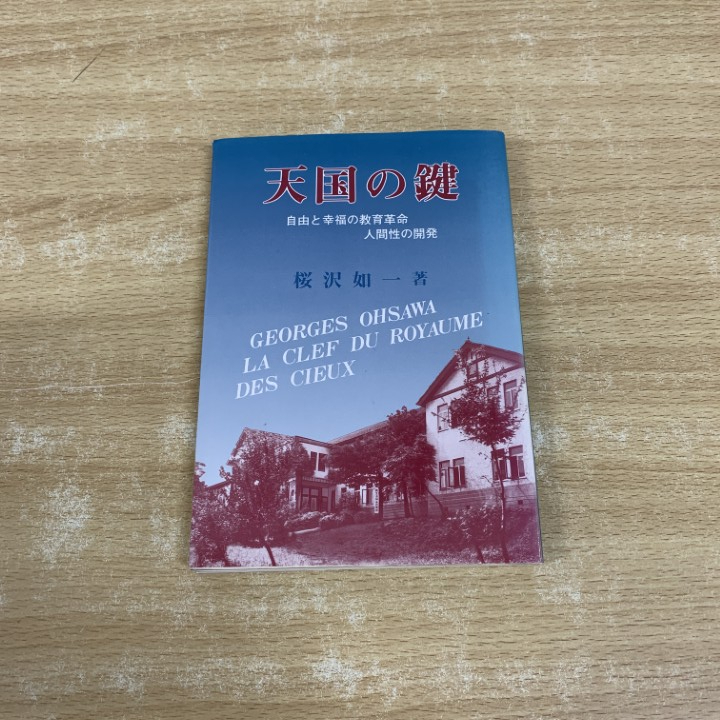 天国の鍵
自由と幸福の教育革命
人間性の開発
桜沢如一著
GEORGES OHSAWA
LA CLEF DU ROYAUME
DES CIEUX